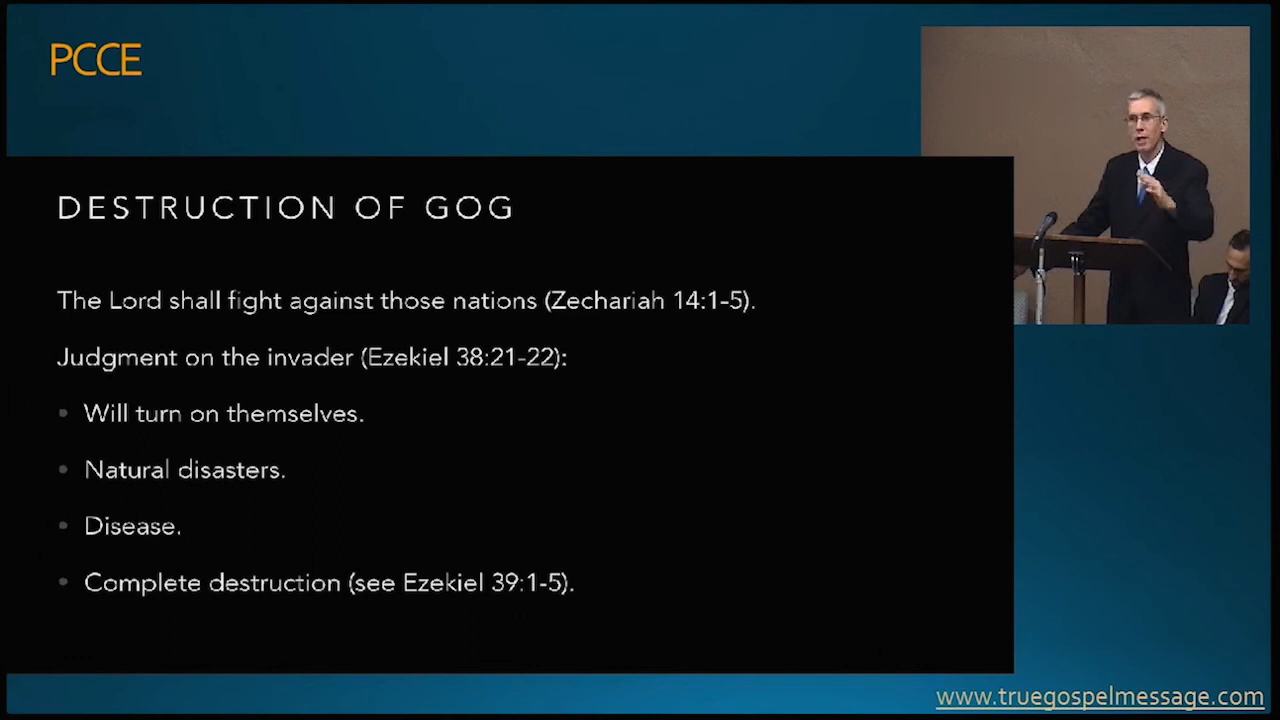 PCCE
DESTRUCTION OF GOG
The Lord shall fight against those nations (Zechariah 14:1-5).
Judgment on the invader (Ezekiel 38:21-22):
• Will turn on themselves.
• Natural disasters.
• Disease.
• Complete destruction (see Ezekiel 39:1-5).
www.truegospelmessage.com